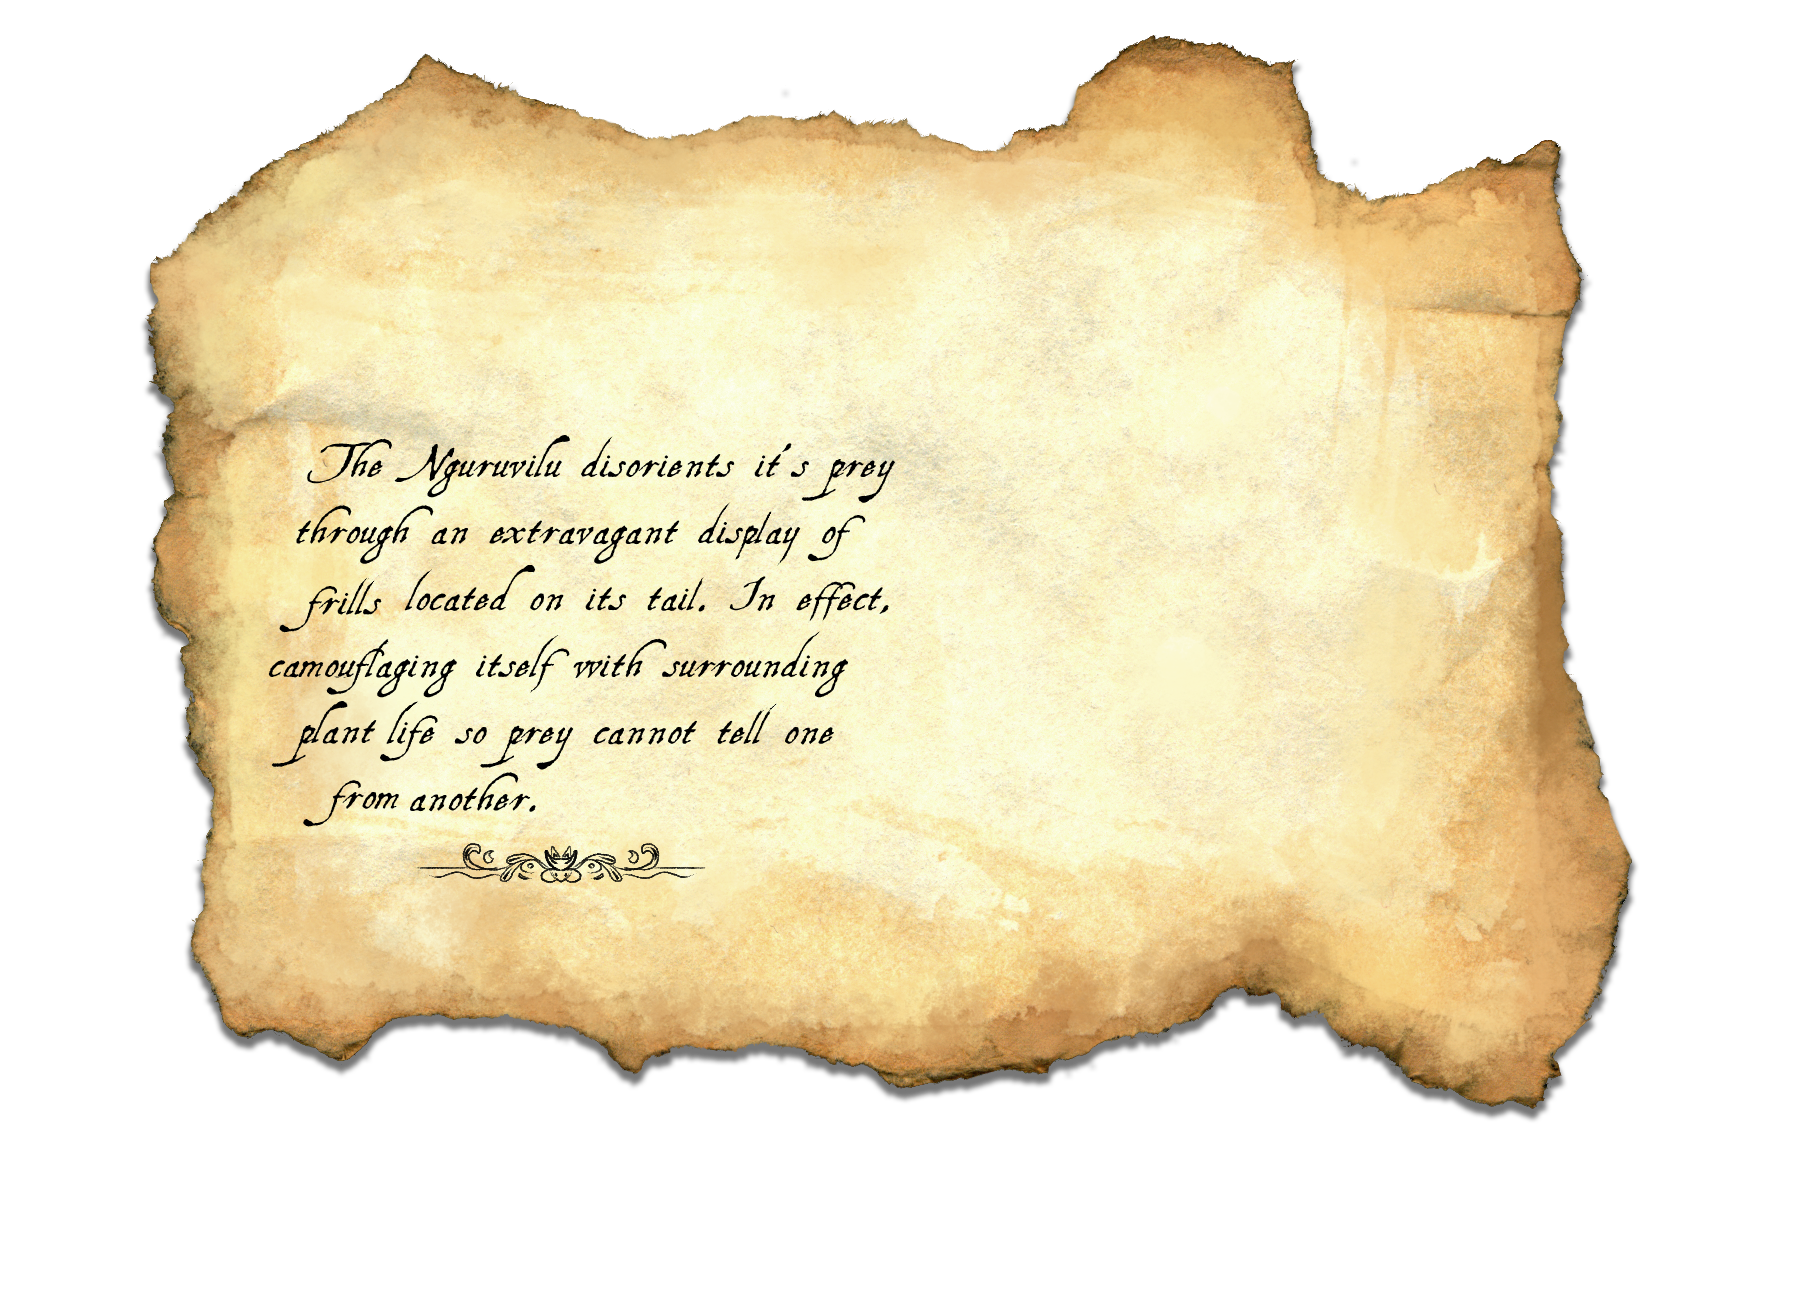 The Nguruvilu disorients it's prey
through an extravagant display of
frills located on its tail. In effect,
camouflaging itself with surrounding
plant life so prey cannot tell one
from another.